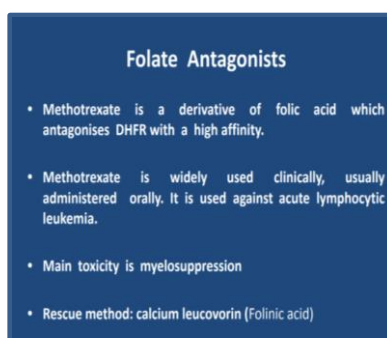 Folate Antagonists
• Methotrexate is a derivative of folic acid which
antagonises DHFR with a high affinity.
• Methotrexate is widely used clinically, usually
administered orally. It is used against acute lymphocytic
leukemia.
• Main toxicity is myelosuppression
• Rescue method: calcium leucovorin (Folinic acid)